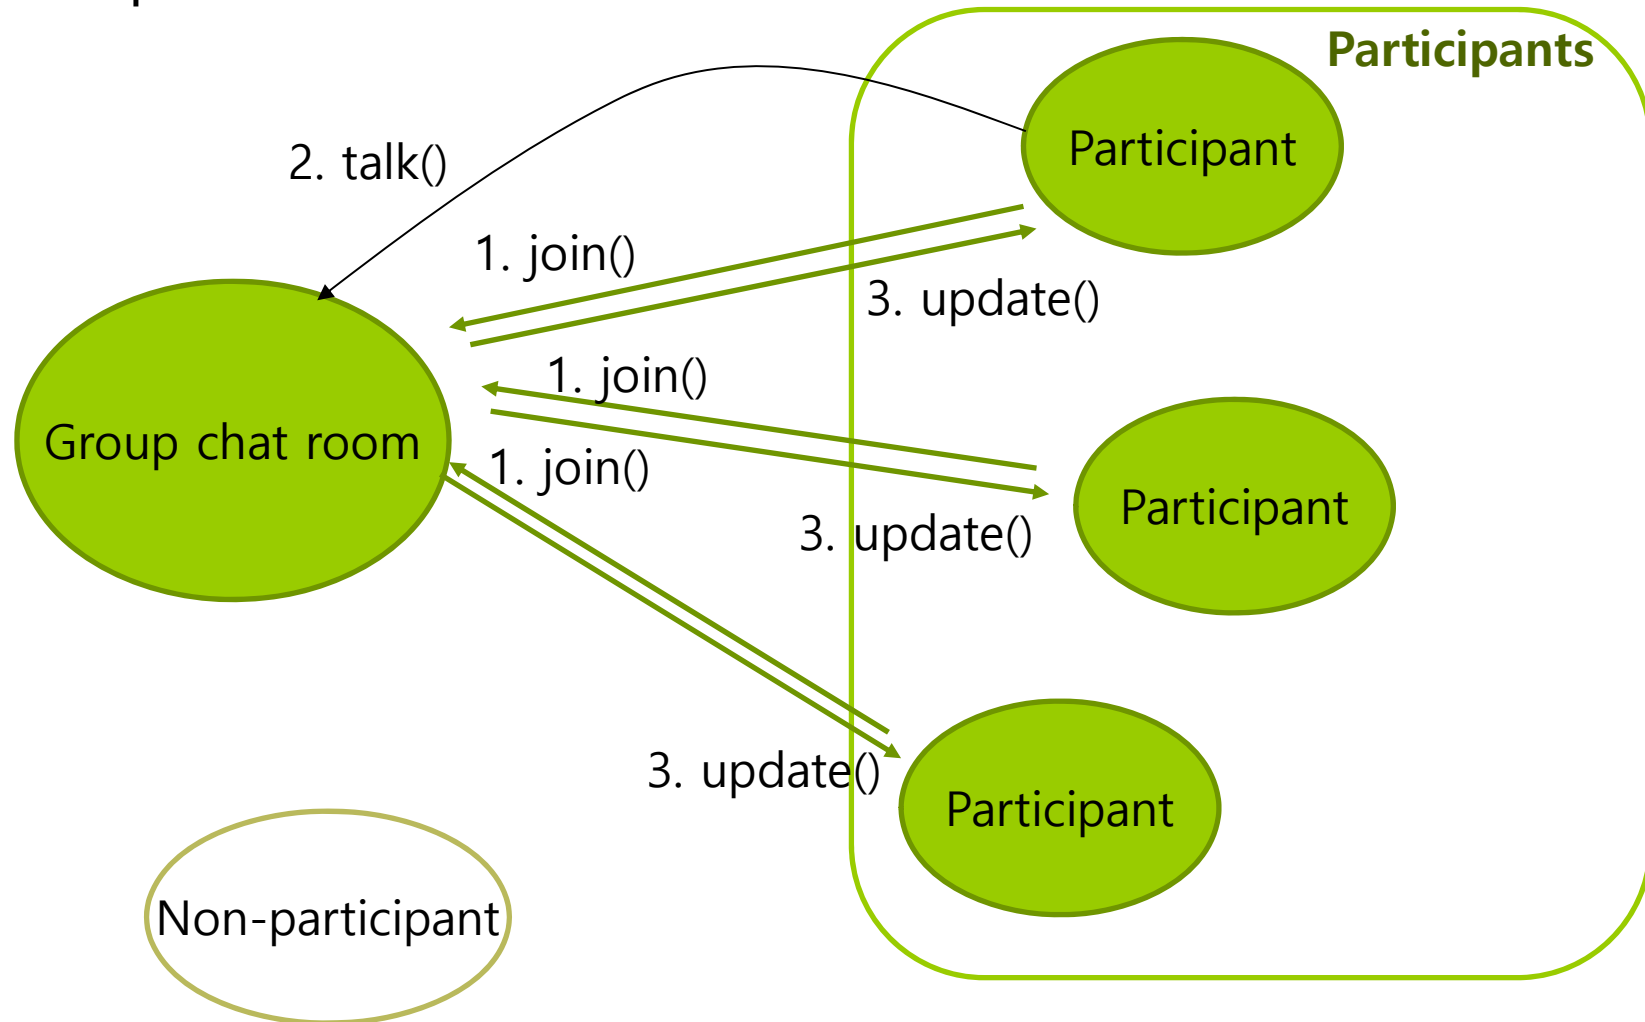 Participants
Participant
2. talk()
1. join()
3. update()
1. join()
Group chat room
1. join()
Participant
3. update()
3. update()
Participant
Non-participant